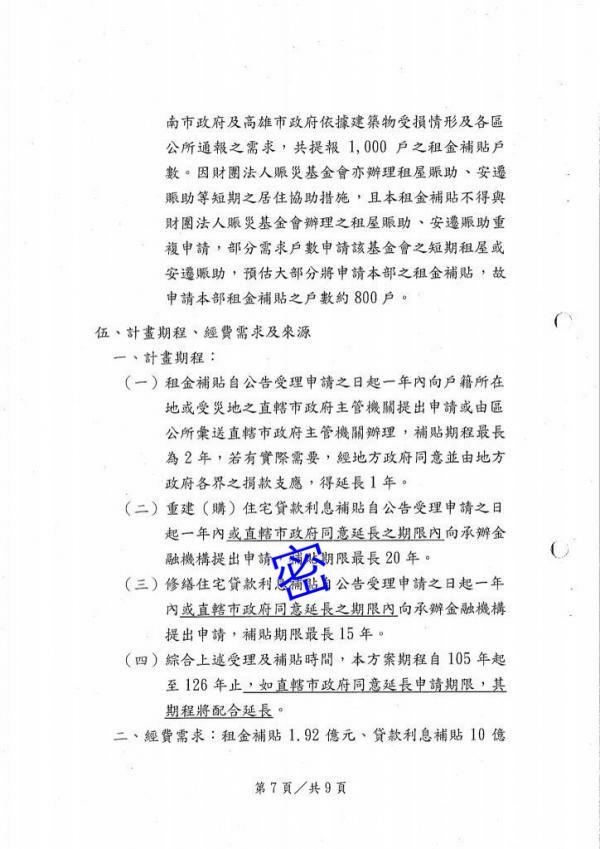 南市政府及高雄市政府依據建築物受損情形及各區
公所通報之需求，共提報 1,000 戶之租金補貼戶
數。因財團法人賑災基金會亦辦理租屋賑助、安遷
賑助等短期之居住協助措施，且本租金補貼不得與
財團法人賑災基金會辦理之租屋賑助、安遷賑助重
複申請，部分需求戶數申請該基金會之短期租屋或
安遷賑助，預估大部分將申請本部之租金補貼，故
申請本部租金補貼之戶數約 800 戶。
伍、計畫期程、經費需求及來源
一、計畫期程：
（一）租金補貼自公告受理申請之日起一年內向戶籍所在
地或受災地之直轄市政府主管機關提出申請或由區
公所彙送直轄市政府主管機關辦理，補貼期程最長
為 2 年，若有實際需要，經地方政府同意並由地方
政府各界之捐款支應，得延長 1 年。
（二）重建（購）住宅貸款利息補貼自公告受理申請之日
起一年內或直轄市政府同意延長之期限內向承辦金
融機構提出申請，補貼期限最長 20 年。
密
（三）修繕住宅貸款利息補貼自公告受理申請之日起一年
內或直轄市政府同意延長之期限內向承辦金融機構
提出申請，補貼期限最長 15 年。
（四）綜合上述受理及補貼時間，本方案期程自 105 年起
至 126 年止，如直轄市政府同意延長申請期限，其
期程將配合延長。
二、經費需求：租金補貼 1.92 億元、貸款利息補貼 10 億
第 7 頁／共 9 頁